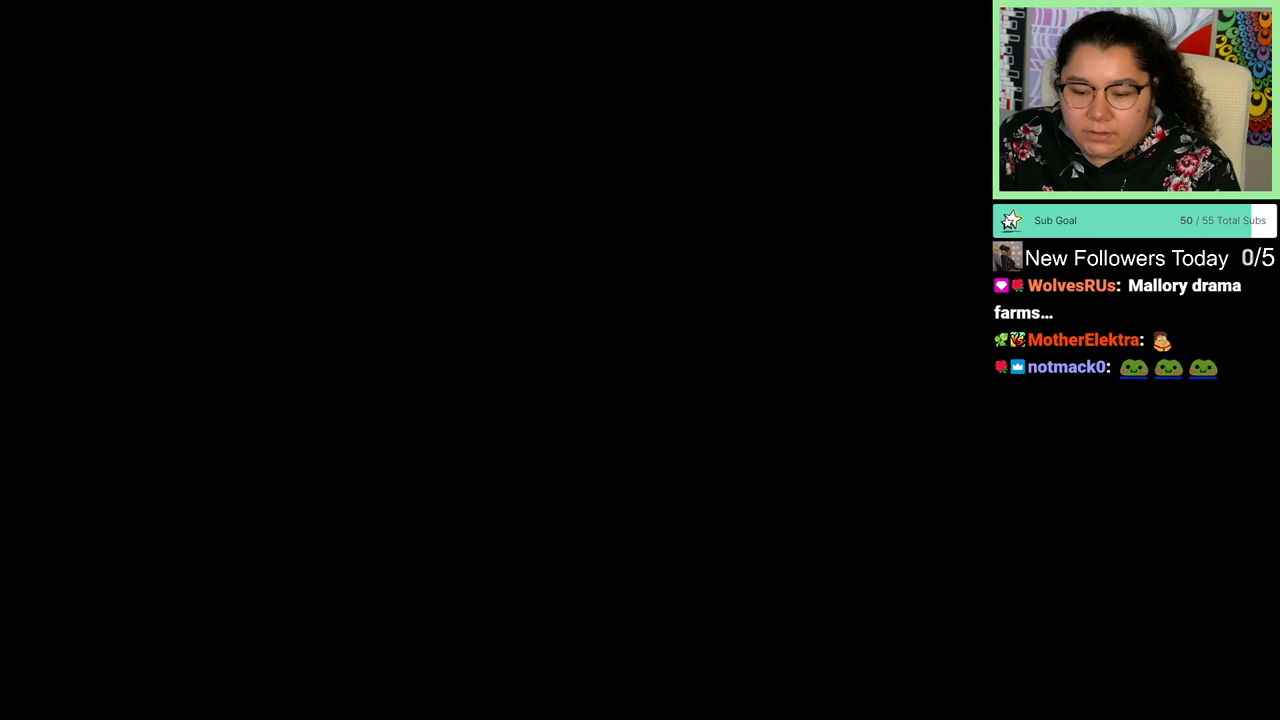 Sub Goal 50 / 55 Total Subs
New Followers Today 0/5
WolvesRUs: Mallory drama
farms…
MotherElektra:
notmack0: